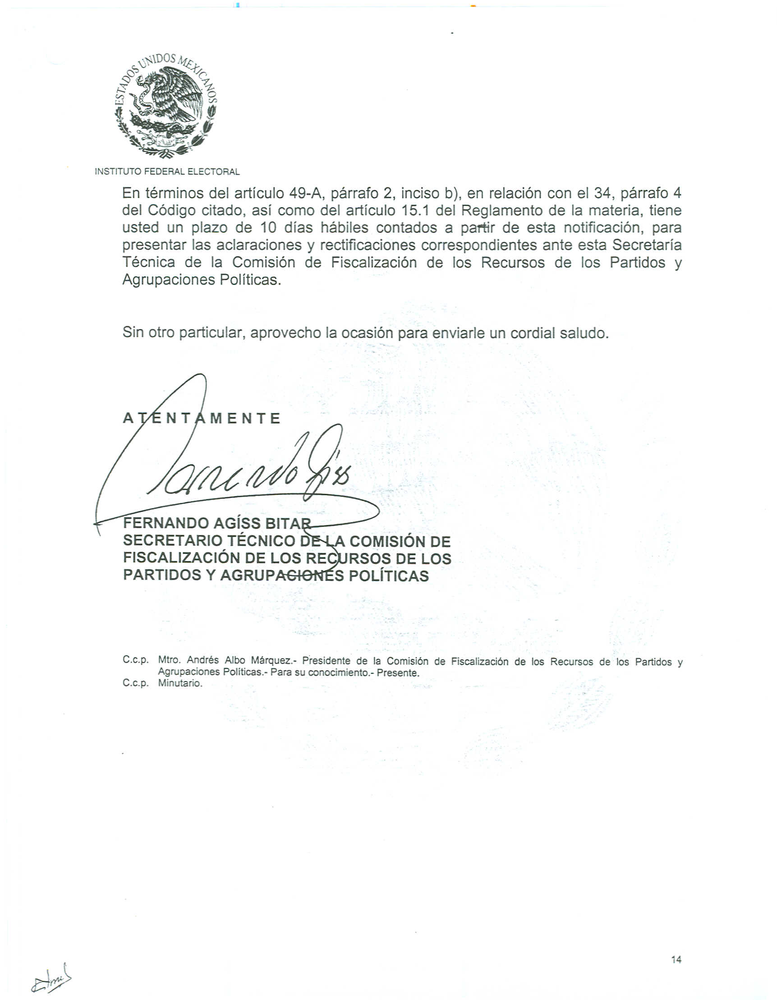 ESTADOS UNIDOS MEXICANOS
INSTITUTO FEDERAL ELECTORAL
En términos del artículo 49-A, párrafo 2, inciso b), en relación con el 34, párrafo 4
del Código citado, así como del artículo 15.1 del Reglamento de la materia, tiene
usted un plazo de 10 días hábiles contados a partir de esta notificación, para
presentar las aclaraciones y rectificaciones correspondientes ante esta Secretaría
Técnica de la Comisión de Fiscalización de los Recursos de los Partidos y
Agrupaciones Políticas.
Sin otro particular, aprovecho la ocasión para enviarle un cordial saludo.
A T E N T A M E N T E
FERNANDO AGÍSS BITAR
SECRETARIO TÉCNICO DE LA COMISIÓN DE
FISCALIZACIÓN DE LOS RECURSOS DE LOS
PARTIDOS Y AGRUPACIONES POLÍTICAS
C.c.p. Mtro. Andrés Albo Márquez.- Presidente de la Comisión de Fiscalización de los Recursos de los Partidos y
Agrupaciones Políticas.- Para su conocimiento.- Presente.
C.c.p. Minutario.
14